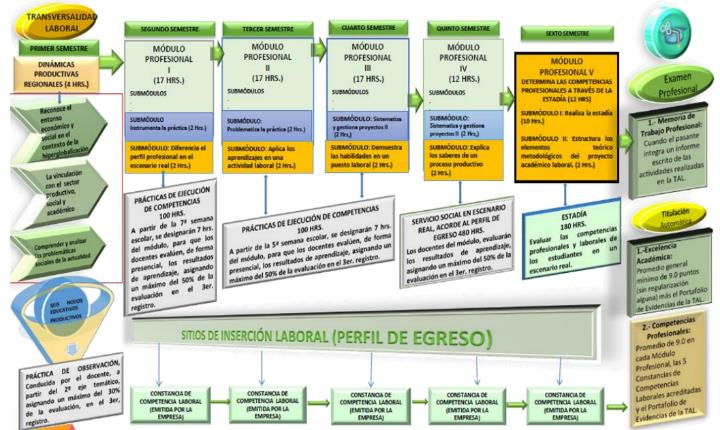 TRANSVERSALIDAD
LABORAL
PRIMER SEMESTRE
DINÁMICAS
PRODUCTIVAS
REGIONALES (4 HRS.)
Reconoce el
entorno
económico y
social en el
contexto de la
hiperglobalización
La vinculación
con el sector
productivo,
social y
académico
Comprender y analizar
las problemáticas
sociales de la actualidad
SEIS NODOS
EDUCATIVOS
PRODUCTIVOS
PRÁCTICA DE OBSERVACIÓN,
Conducida por el docente, a
partir del 2º eje temático,
asignando un máximo del 30%
de la evaluación, en el 3er,
registro.
SEGUNDO SEMESTRE
MÓDULO
PROFESIONAL
I
(17 HRS.)
SUBMÓDULOS
.
.
SUBMÓDULO
Instrumenta la práctica (2 Hrs.)
SUBMÓDULO: Diferencia el
perfil profesional en el
escenario real (2 Hrs.)
PRÁCTICAS DE EJECUCIÓN
DE COMPETENCIAS
100 HRS.
A partir de la 7ª semana
escolar, se designarán 7 hrs.
del módulo, para que los
docentes evalúen, de forma
presencial, los resultados
de aprendizaje, asignando
un máximo del 50% de la
evaluación en el 3er.
registro.
TERCER SEMESTRE
MÓDULO
PROFESIONAL
II
(17 HRS.)
SUBMÓDULOS
.
.
SUBMÓDULO:
Problematiza la práctica (2 Hrs.)
SUBMÓDULO: Aplica los
aprendizajes en una
actividad laboral (2 Hrs.)
CUARTO SEMESTRE
MÓDULO
PROFESIONAL
III
(17 HRS.)
SUBMÓDULOS
.
.
SUBMÓDULO: Sistematiza
y gestiona proyectos I
(2 Hrs.)
SUBMÓDULO: Demuestra
las habilidades en un
puesto laboral (2 Hrs.)
PRÁCTICAS DE EJECUCIÓN DE COMPETENCIAS
100 HRS.
A partir de la 5ª semana escolar, se designarán 7 hrs.
del módulo, para que los docentes evalúen, de forma
presencial, los resultados de aprendizaje, asignando un
máximo del 50% de la evaluación en el 3er. registro.
QUINTO SEMESTRE
MÓDULO
PROFESIONAL
IV
(12 HRS.)
SUBMÓDULOS
.
.
SUBMÓDULO: Sistematiza y
gestiona proyectos
II (2 Hrs.)
SUBMÓDULO: Explica
los saberes de un
proceso productivo
(2 Hrs.)
SERVICIO SOCIAL EN ESCENARIO
REAL, ACORDE AL PERFIL DE
EGRESO 480 HRS.
Los docentes del módulo, evaluarán
los resultados de aprendizaje,
asignando un máximo del 50% de la
evaluación, en el 3er. registro.
SEXTO SEMESTRE
MÓDULO
PROFESIONAL V
DETERMINA LAS COMPETENCIAS
PROFESIONALES A TRAVÉS DE LA
ESTADÍA (12 HRS)
SUBMÓDULO I: Realiza la estadía
(10 Hrs.)
SUBMÓDULO II: Estructura los
elementos teórico
metodológicos del proyecto
académico laboral. (2 Hrs.)
ESTADÍA
180 HRS.
Evaluar las competencias
profesionales y laborales de
los estudiantes en un
escenario real.
Examen
Profesional
1.- Memoria de
Trabajo Profesional:
Cuando el pasante
integra un informe
escrito de las
actividades realizadas
en la TAL.
Titulación
Automática
1.-Excelencia
Académica:
Promedio general
mínimo de 9.0 puntos
(sin regularización
alguna) más el Portafolio
de Evidencias de la TAL.
2.- Competencias
Profesionales:
Promedio de 9.0 en
cada Módulo
Profesional, las 5
Constancias de
Competencias
Laborales acreditadas
y el Portafolio de
Evidencias de la TAL.
SITIOS DE INSERCIÓN LABORAL (PERFIL DE EGRESO)
CONSTANCIA DE
COMPETENCIA LABORAL
(EMITIDA POR LA
EMPRESA)
CONSTANCIA DE
COMPETENCIA LABORAL
(EMITIDA POR LA
EMPRESA)
CONSTANCIA DE
COMPETENCIA LABORAL
(EMITIDA POR LA
EMPRESA)
CONSTANCIA DE
COMPETENCIA LABORAL
(EMITIDA POR LA
EMPRESA)
CONSTANCIA DE
COMPETENCIA LABORAL
(EMITIDA POR LA
EMPRESA)